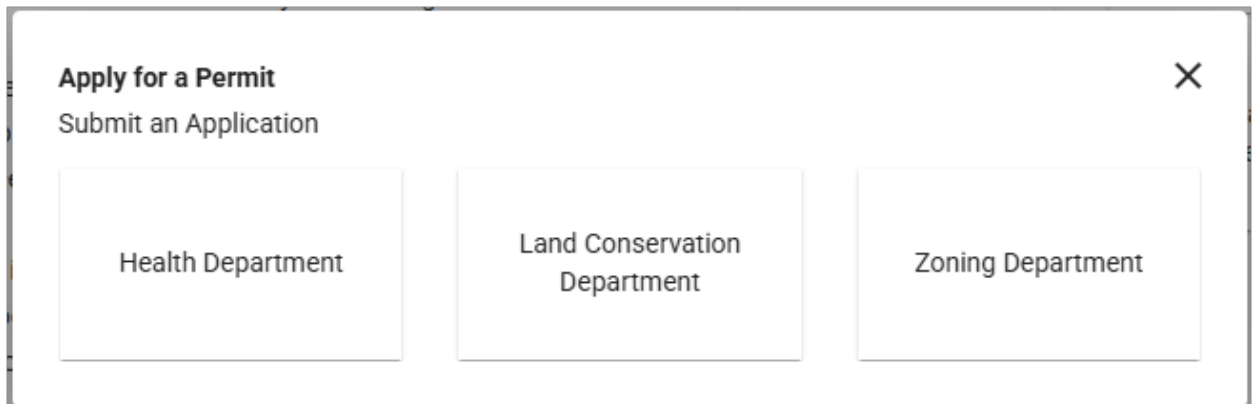 Apply for a Permit
Submit an Application
Health Department
Land Conservation
Department
Zoning Department